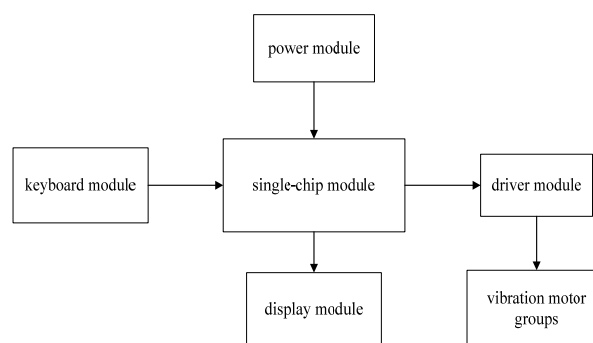 power module
keyboard module
single-chip module
driver module
display module
vibration motor
groups